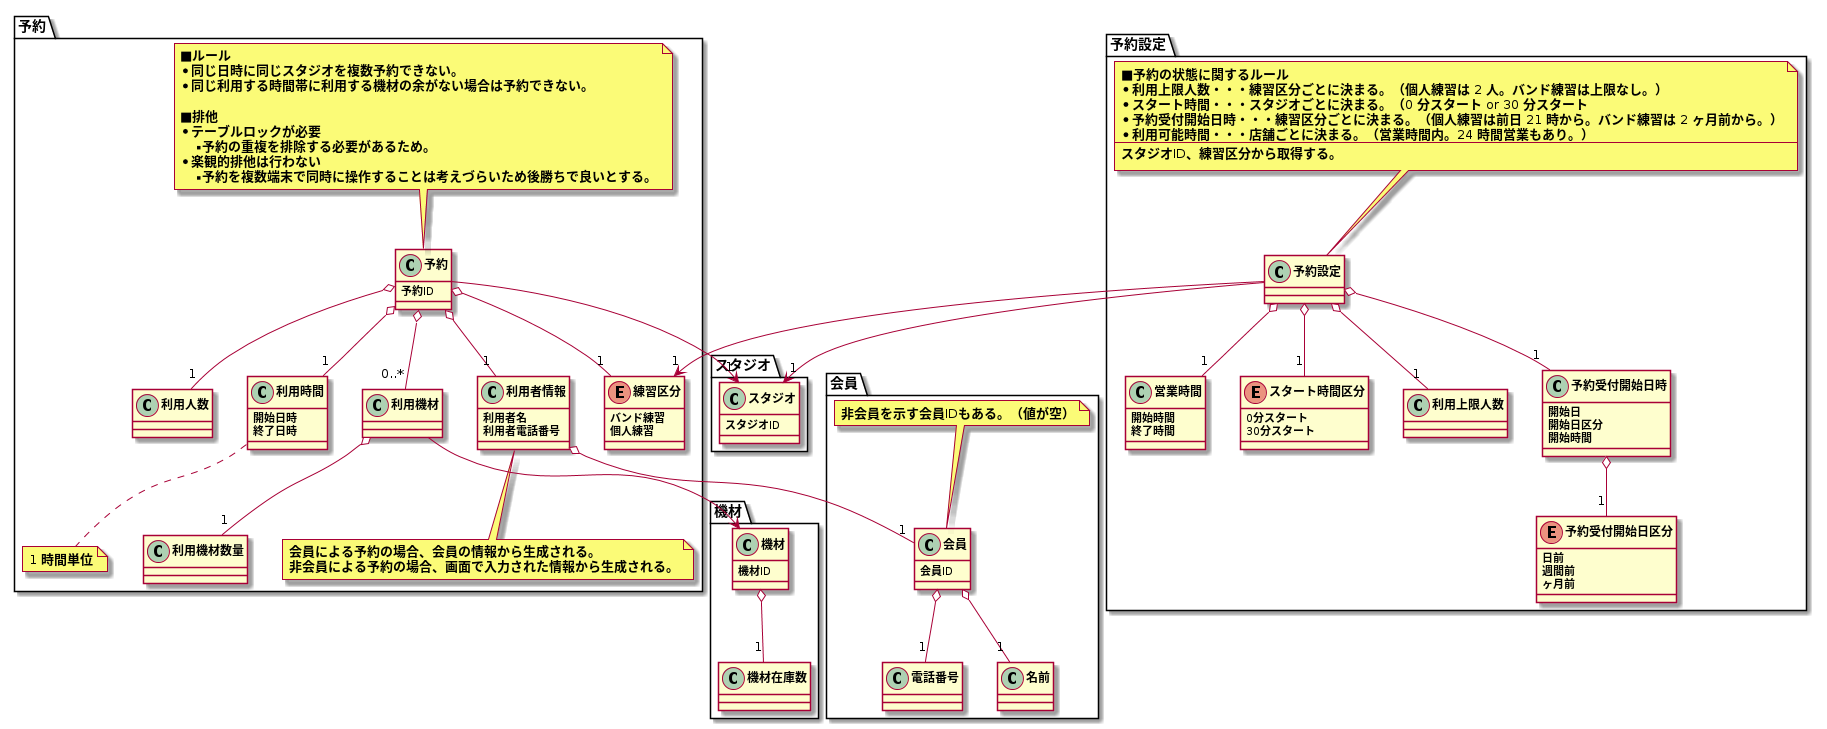 予約
■ルール
•同じ日時に同じスタジオを複数予約できない。
•同じ利用する時間帯に利用する機材の余がない場合は予約できない。
■排他
•テーブルロックが必要
▪予約の重複を排除する必要があるため。
•楽観的排他は行わない
▪予約を複数端末で同時に操作することは考えづらいため後勝ちで良いとする。
C 予約
予約ID
1
1
0..*
1
1
C 利用人数
C 利用時間
開始日時
終了日時
C 利用機材
C 利用者情報
利用者名
利用者電話番号
E 練習区分
バンド練習
個人練習
1
1 時間単位
C 利用機材数量
会員による予約の場合、会員の情報から生成される。
非会員による予約の場合、画面で入力された情報から生成される。
スタジオ
1
1
1
C スタジオ
スタジオID
機材
C 機材
機材ID
1
C 機材在庫数
会員
非会員を示す会員IDもある。（値が空）
1
C 会員
会員ID
1
1
C 電話番号
C 名前
予約設定
■予約の状態に関するルール
•利用上限人数・・・練習区分ごとに決まる。（個人練習は 2 人。バンド練習は上限なし。）
•スタート時間・・・スタジオごとに決まる。（0 分スタート or 30 分スタート
•予約受付開始日時・・・練習区分ごとに決まる。（個人練習は前日 21 時から。バンド練習は 2 ヶ月前から。）
•利用可能時間・・・店舗ごとに決まる。（営業時間内。24 時間営業もあり。）
スタジオID、練習区分から取得する。
C 予約設定
1
1
1
1
C 営業時間
開始時間
終了時間
E スタート時間区分
0分スタート
30分スタート
C 利用上限人数
C 予約受付開始日時
開始日
開始日区分
開始時間
1
E 予約受付開始日区分
日前
週間前
ヶ月前